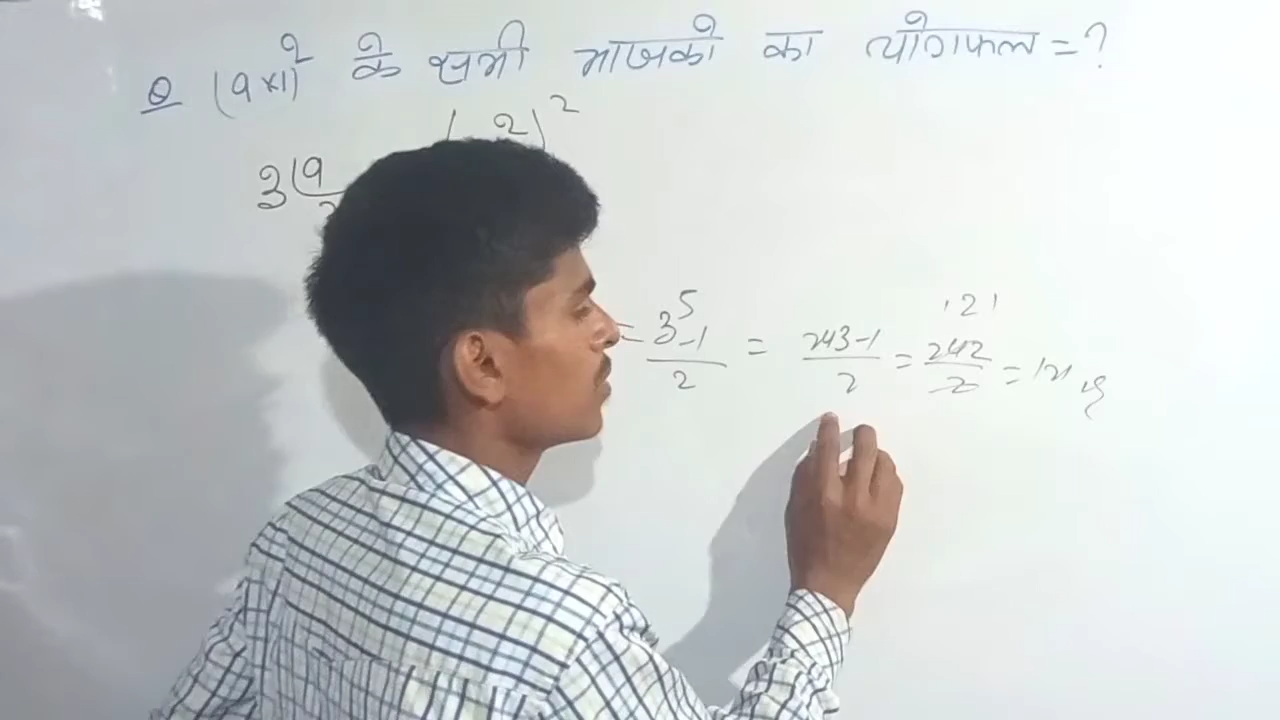 Q (9×1)² के सभी भाजको का योगफल = ?
( 2)²
3(9
= 3⁵-1/2 = 243-1/2 = 242/2 = 121
121